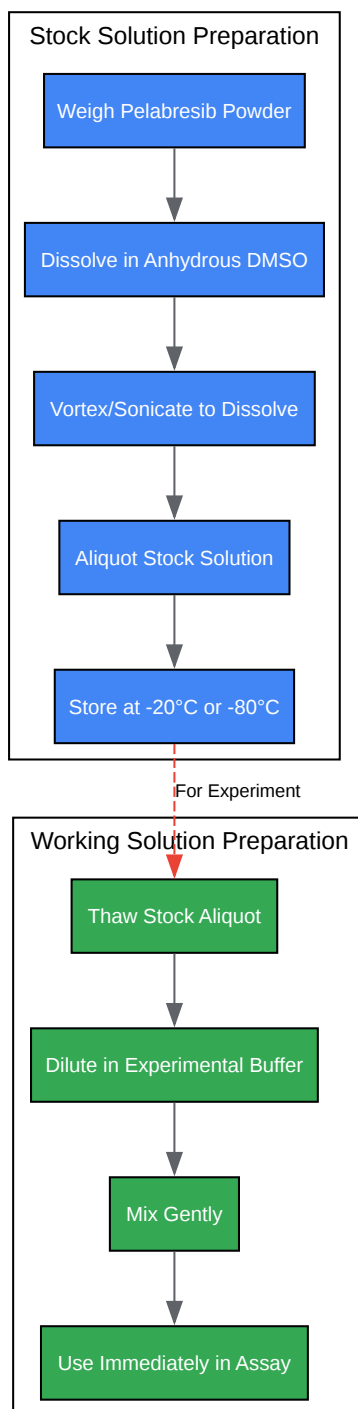 Stock Solution Preparation
Weigh Pelabresib Powder
Dissolve in Anhydrous DMSO
Vortex/Sonicate to Dissolve
Aliquot Stock Solution
Store at -20°C or -80°C
For Experiment
Working Solution Preparation
Thaw Stock Aliquot
Dilute in Experimental Buffer
Mix Gently
Use Immediately in Assay